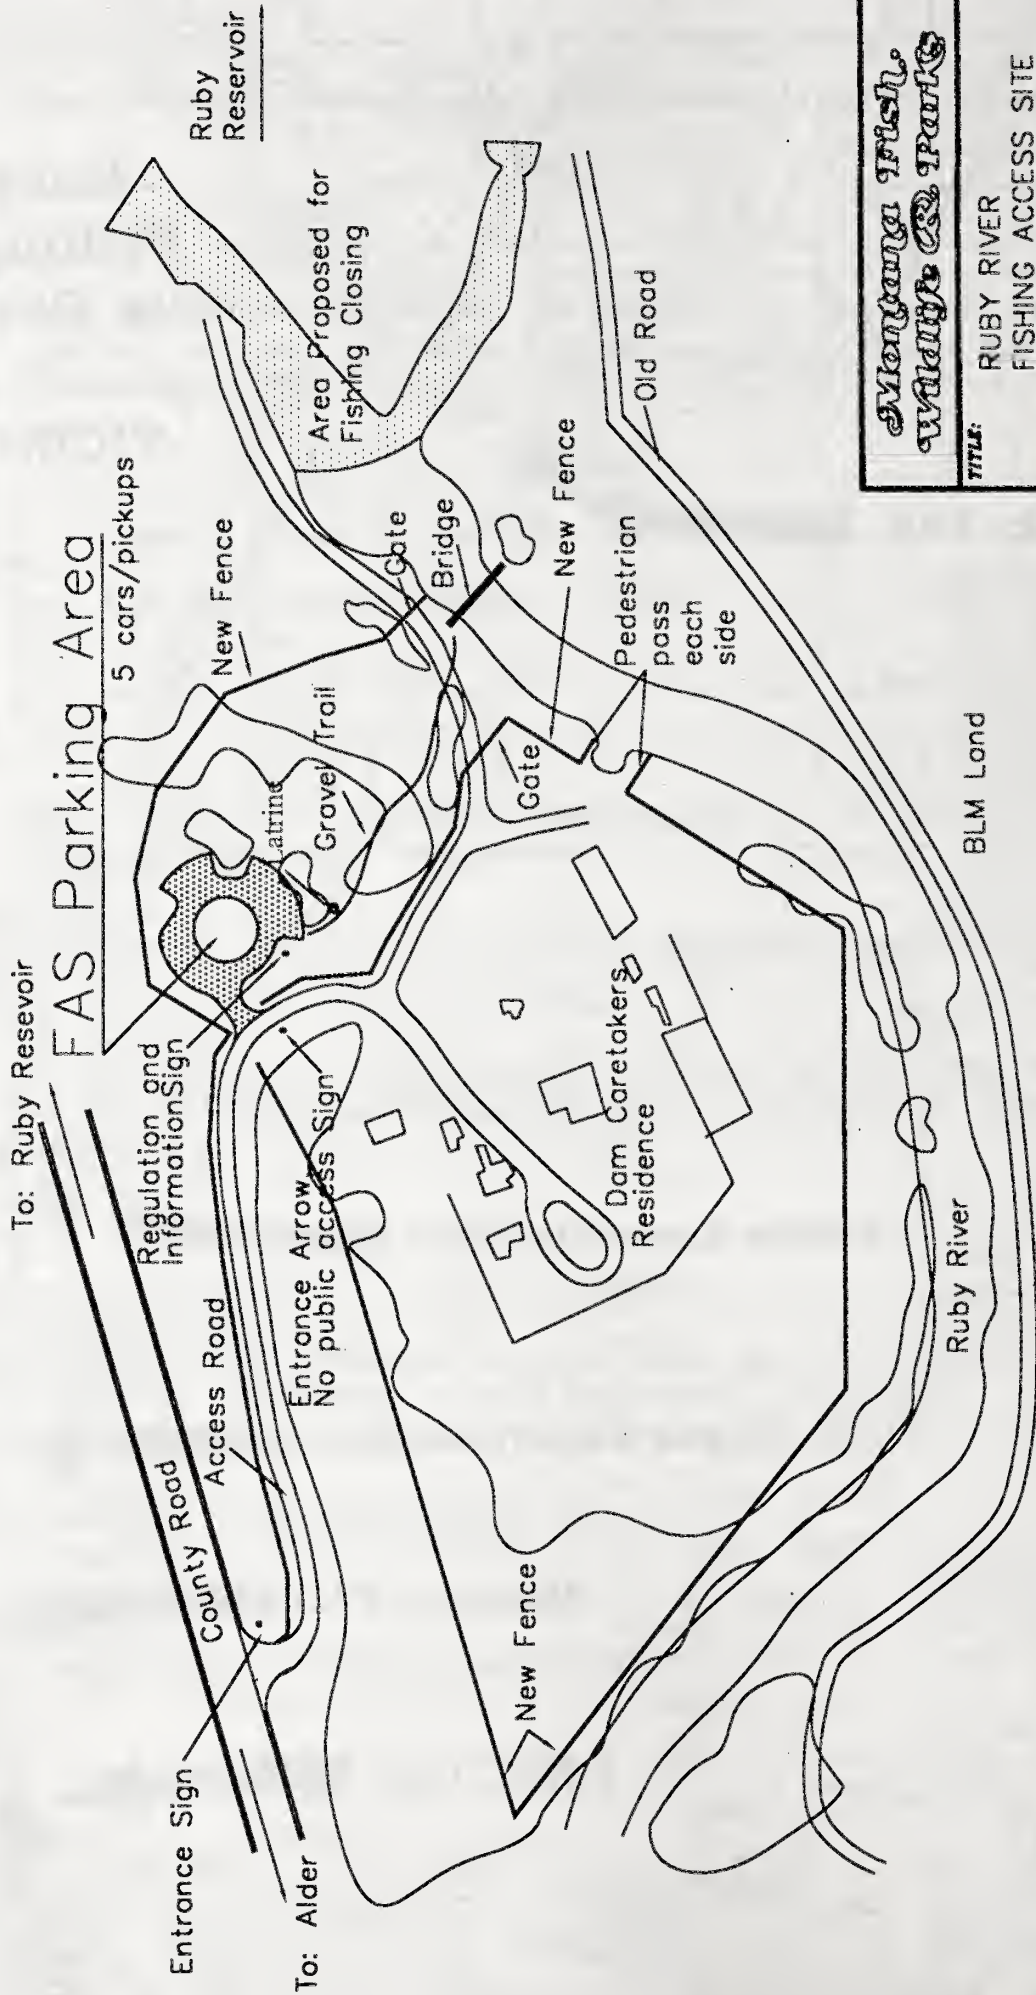 To: Ruby Resevoir
FAS Parking Area
5 cars/pickups
Ruby
Reservoir
Regulation and
InformationSign
New Fence
Latrine
Gravel Trail
Area Proposed for
Fishing Closing
Gate
Bridge
Entrance Sign
County Road
Access Road
Entrance Arrow
No public access Sign
To: Alder
Gate
New Fence
Pedestrian
pass
each
side
Old Road
New Fence
Dam Caretakers
Residence
Ruby River
BLM Land
Montana Fish,
Wildlife & Parks
TITLE:
RUBY RIVER
FISHING ACCESS SITE